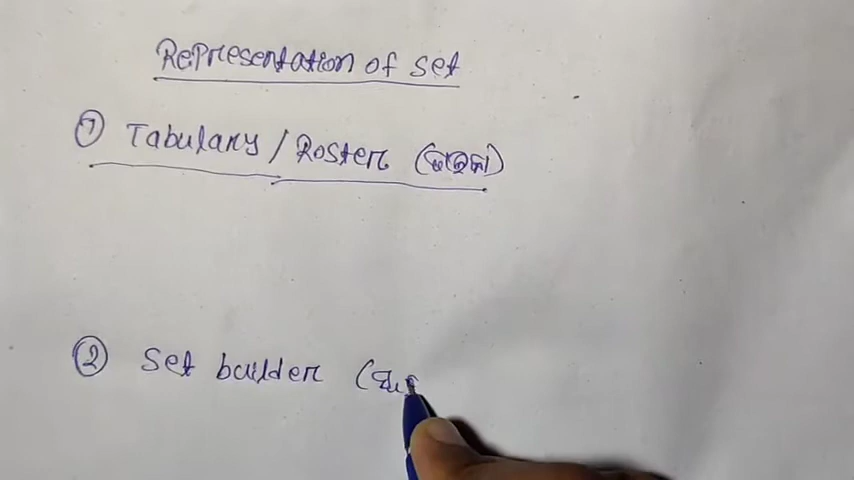 Representation of set
① Tabulary / Roster (ତାଲିକା)
② Set builder (